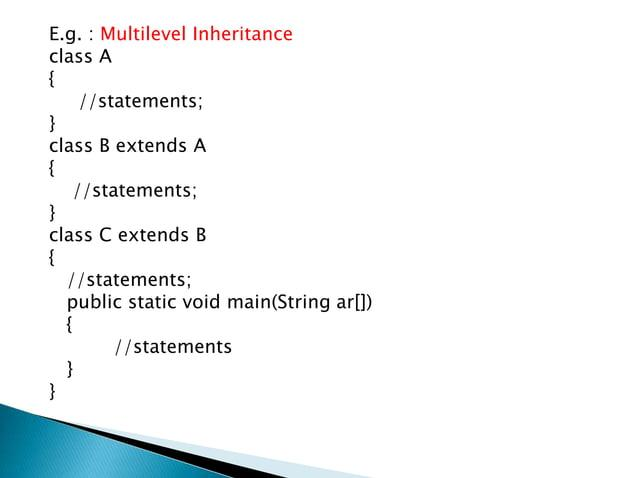 E.g. : Multilevel Inheritance
class A
{
//statements;
}
class B extends A
{
//statements;
}
class C extends B
{
//statements;
public static void main(String ar[])
{
//statements
}
}